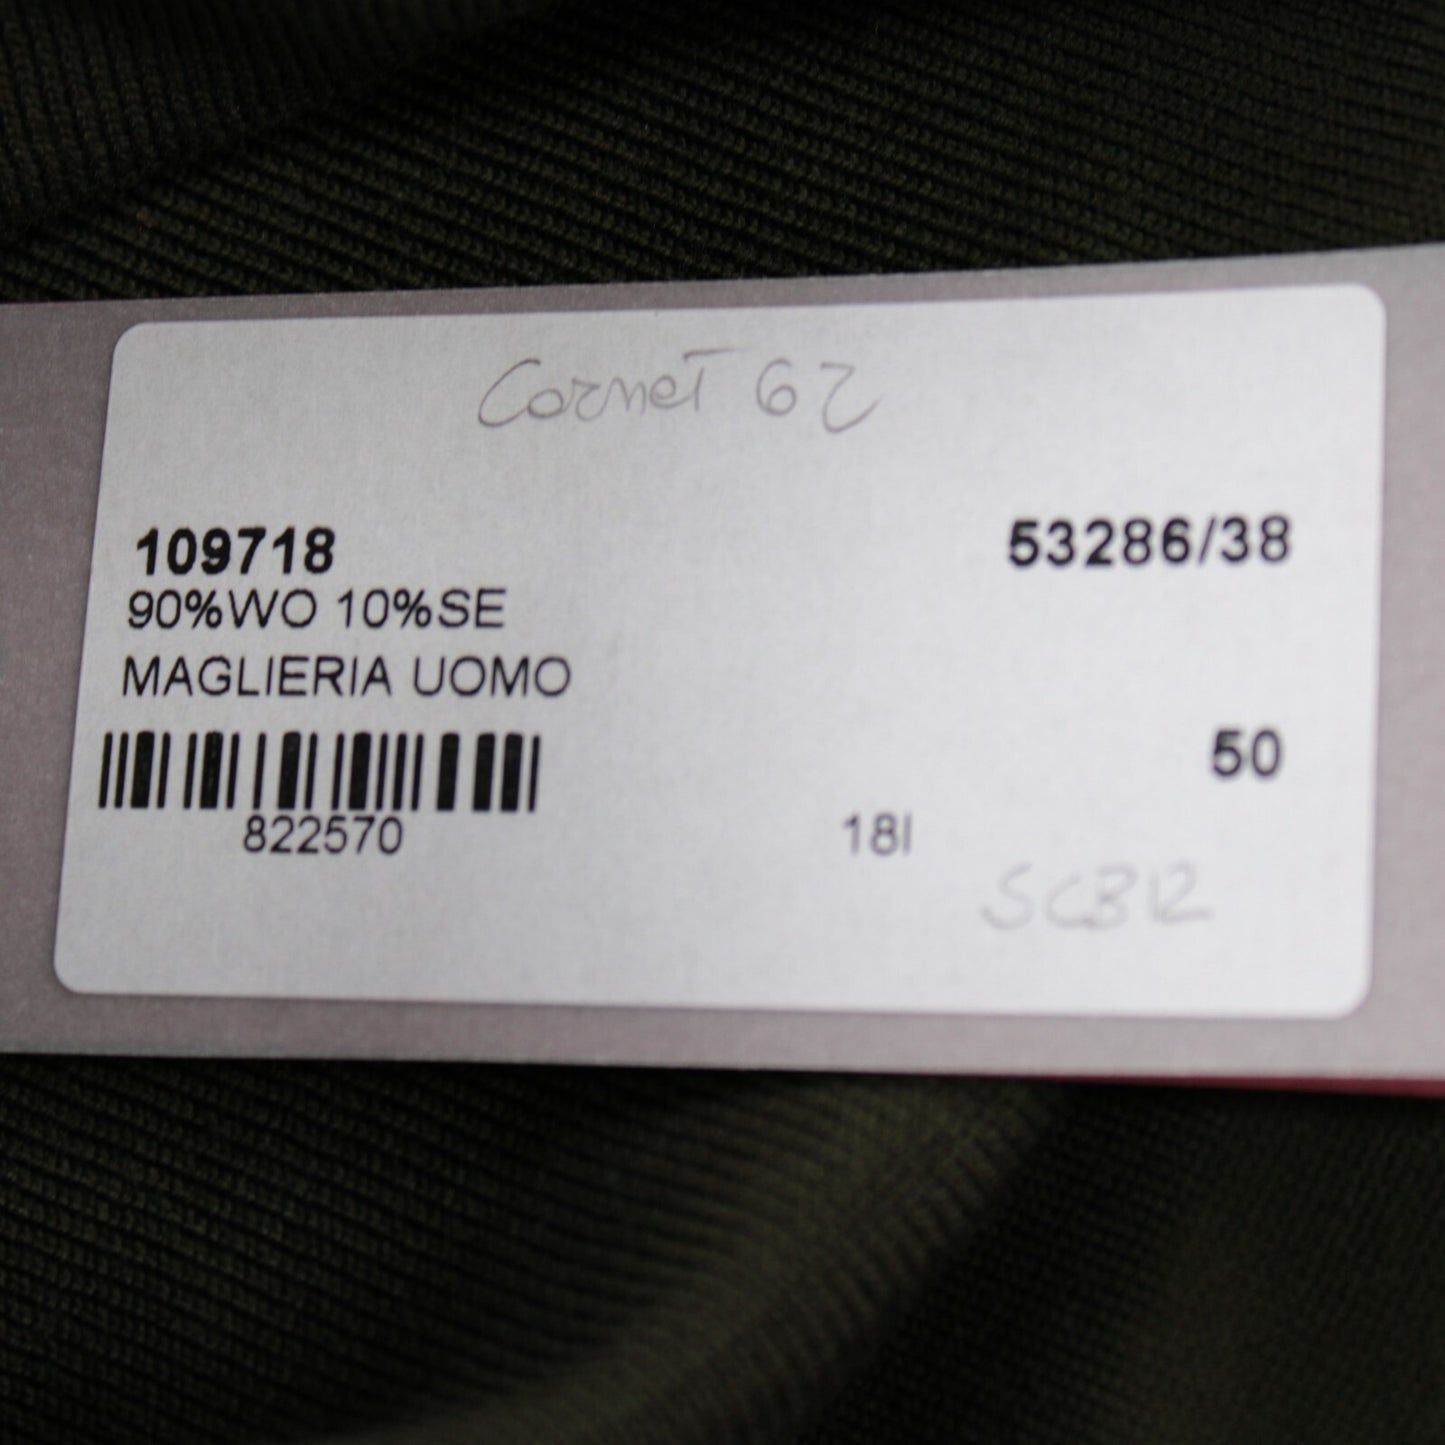 Cornet 62
109718 53286/38
90%WO 10%SE
MAGLIERIA UOMO
50
822570 18I
SCB12